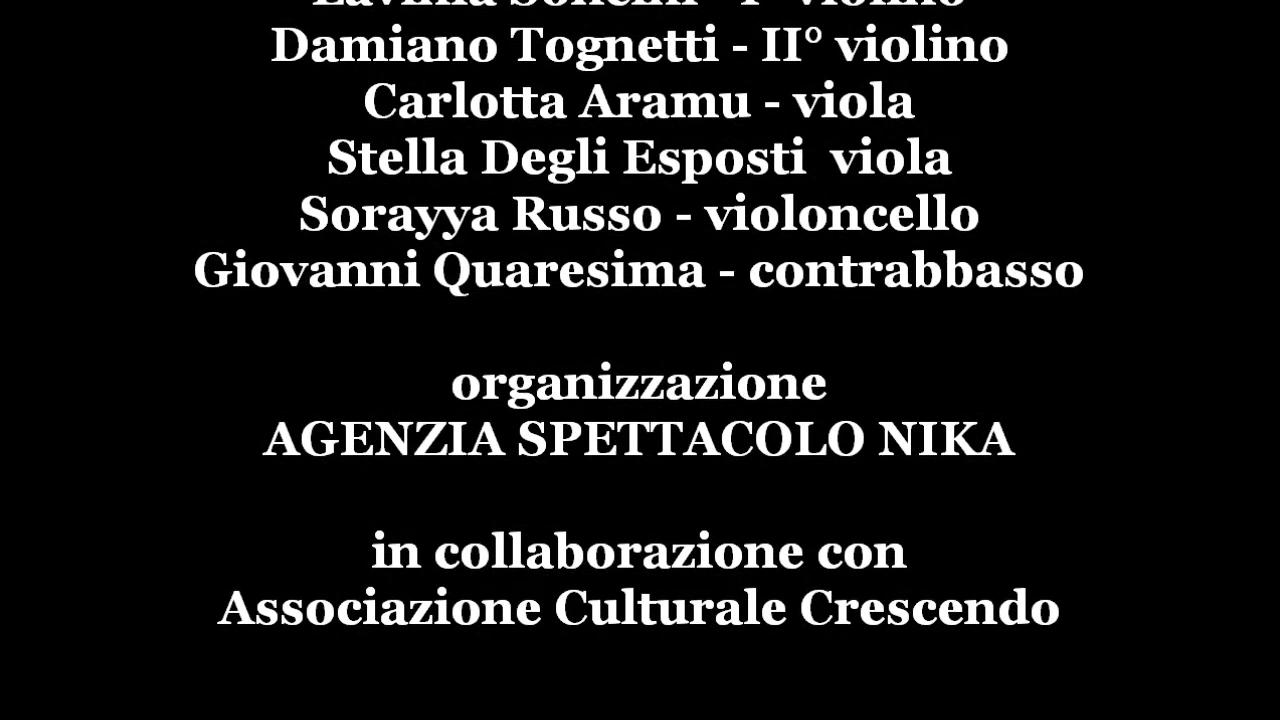 Damiano Tognetti - II° violino
Carlotta Aramu - viola
Stella Degli Esposti  viola
Sorayya Russo - violoncello
Giovanni Quaresima - contrabbasso
organizzazione
AGENZIA SPETTACOLO NIKA
in collaborazione con
Associazione Culturale Crescendo